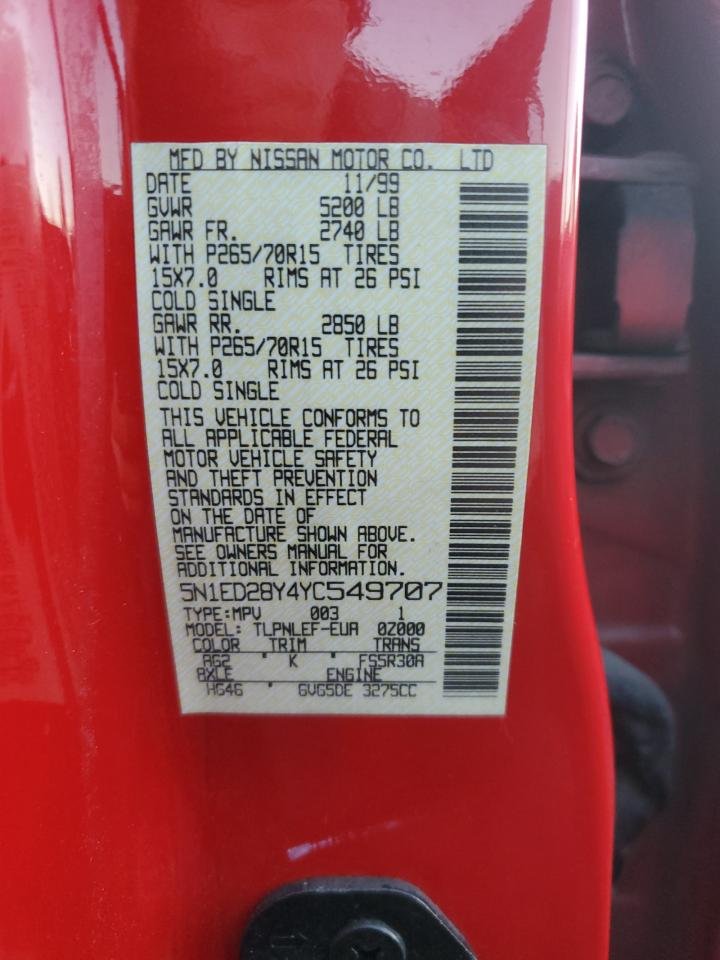 MFD BY NISSAN MOTOR CO. LTD
DATE 11/99
GVWR 5200 LB
GAWR FR. 2740 LB
WITH P265/70R15 TIRES
15X7.0 RIMS AT 26 PSI
COLD SINGLE
GAWR RR. 2850 LB
WITH P265/70R15 TIRES
15X7.0 RIMS AT 26 PSI
COLD SINGLE
THIS VEHICLE CONFORMS TO
ALL APPLICABLE FEDERAL
MOTOR VEHICLE SAFETY
AND THEFT PREVENTION
STANDARDS IN EFFECT
ON THE DATE OF
MANUFACTURE SHOWN ABOVE.
SEE OWNERS MANUAL FOR
ADDITIONAL INFORMATION.
5N1ED28Y4YC549707
TYPE:MPV 003 1
MODEL: TLPNLEF-EUA 0Z000
COLOR TRIM TRANS
AG2 ' K ' FS5R30A
AXLE ENGINE
HG46 ' GVG5DE 3275CC